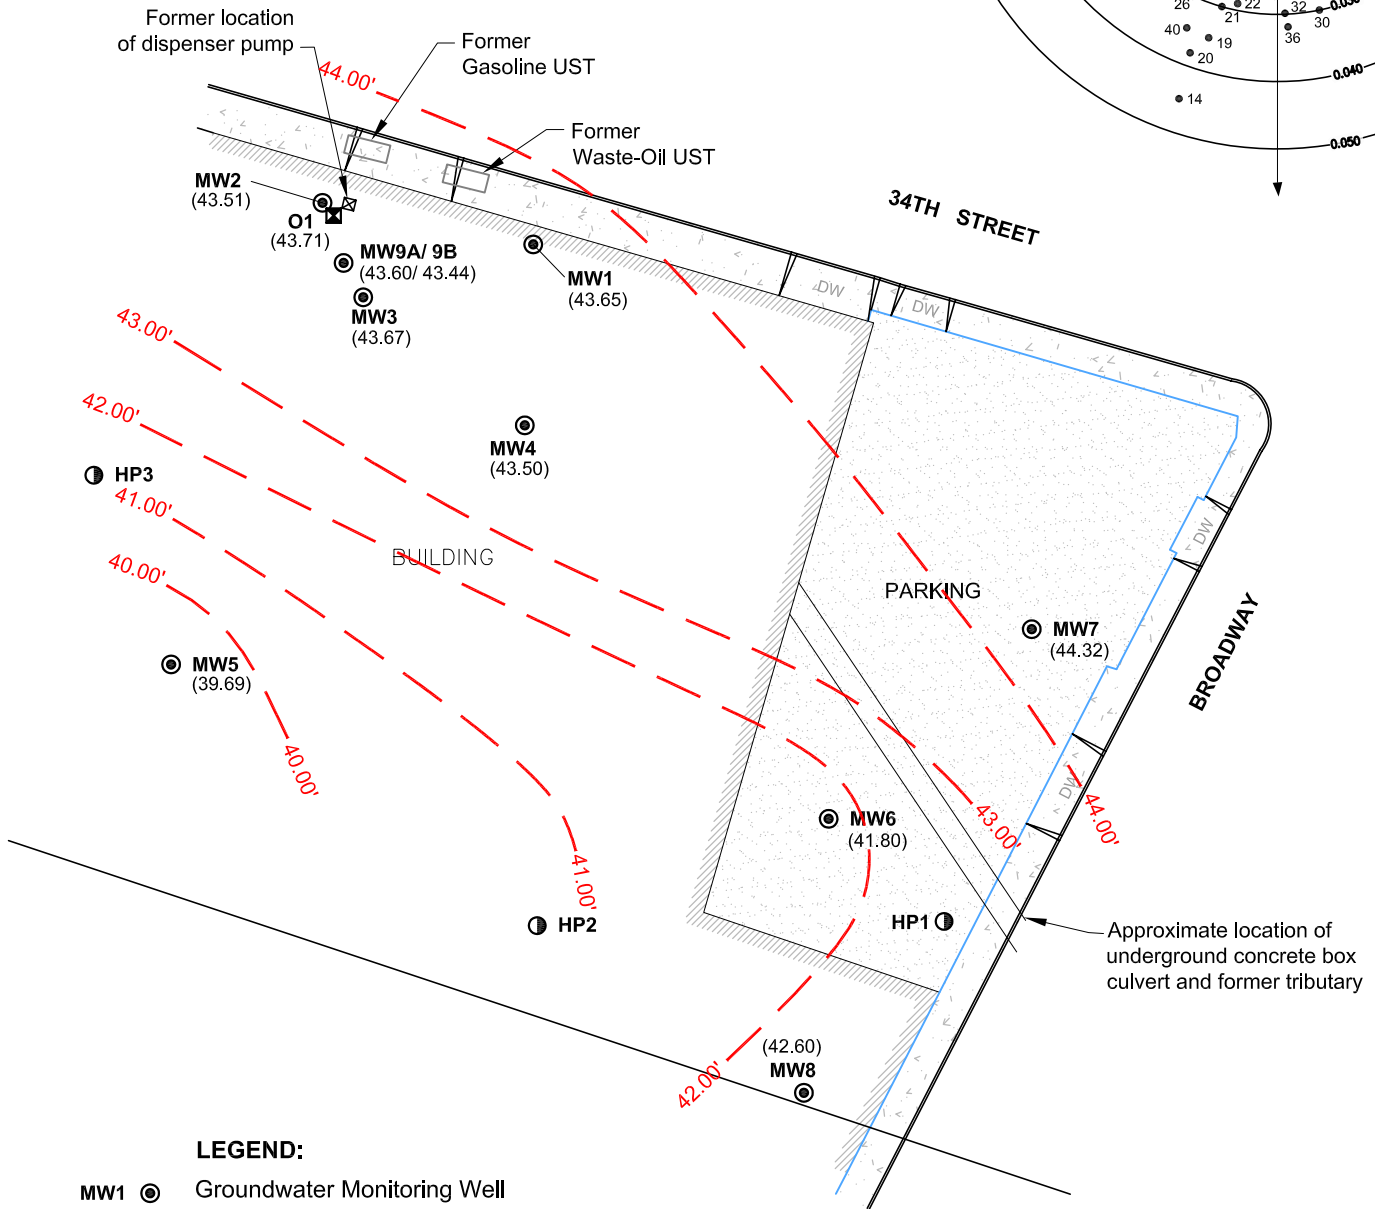 Former location
of dispenser pump
Former
Gasoline UST
44.00'
Former
Waste-Oil UST
26
22
21
32
30
0.030
40
19
36
20
0.040
14
0.050
MW2
(43.51)
O1
(43.71)
MW9A/ 9B
(43.60/ 43.44)
MW3
(43.67)
MW1
(43.65)
34TH STREET
DW
DW
43.00'
42.00'
MW4
(43.50)
HP3
41.00'
BUILDING
40.00'
DW
PARKING
MW7
(44.32)
BROADWAY
MW5
(39.69)
40.00'
DW
44.00'
43.00'
MW6
(41.80)
41.00'
HP2
HP1
Approximate location of
underground concrete box
culvert and former tributary
(42.60)
MW8
42.00'
LEGEND:
MW1
Groundwater Monitoring Well